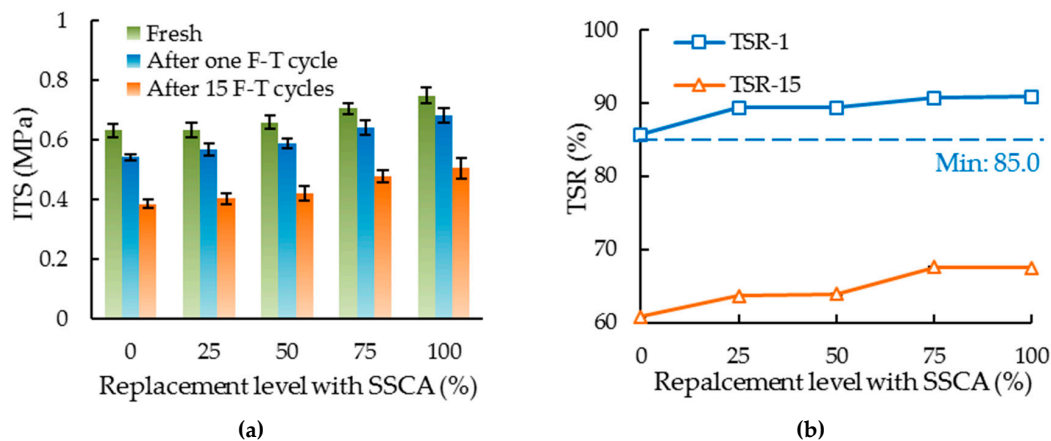 1
0.8
0.6
0.4
0.2
0
ITS (MPa)
Fresh
After one F-T cycle
After 15 F-T cycles
0 25 50 75 100
Replacement level with SSCA (%)
(a)
100
90
80
70
60
TSR (%)
TSR-1
TSR-15
Min: 85.0
0 25 50 75 100
Repalcement level with SSCA (%)
(b)